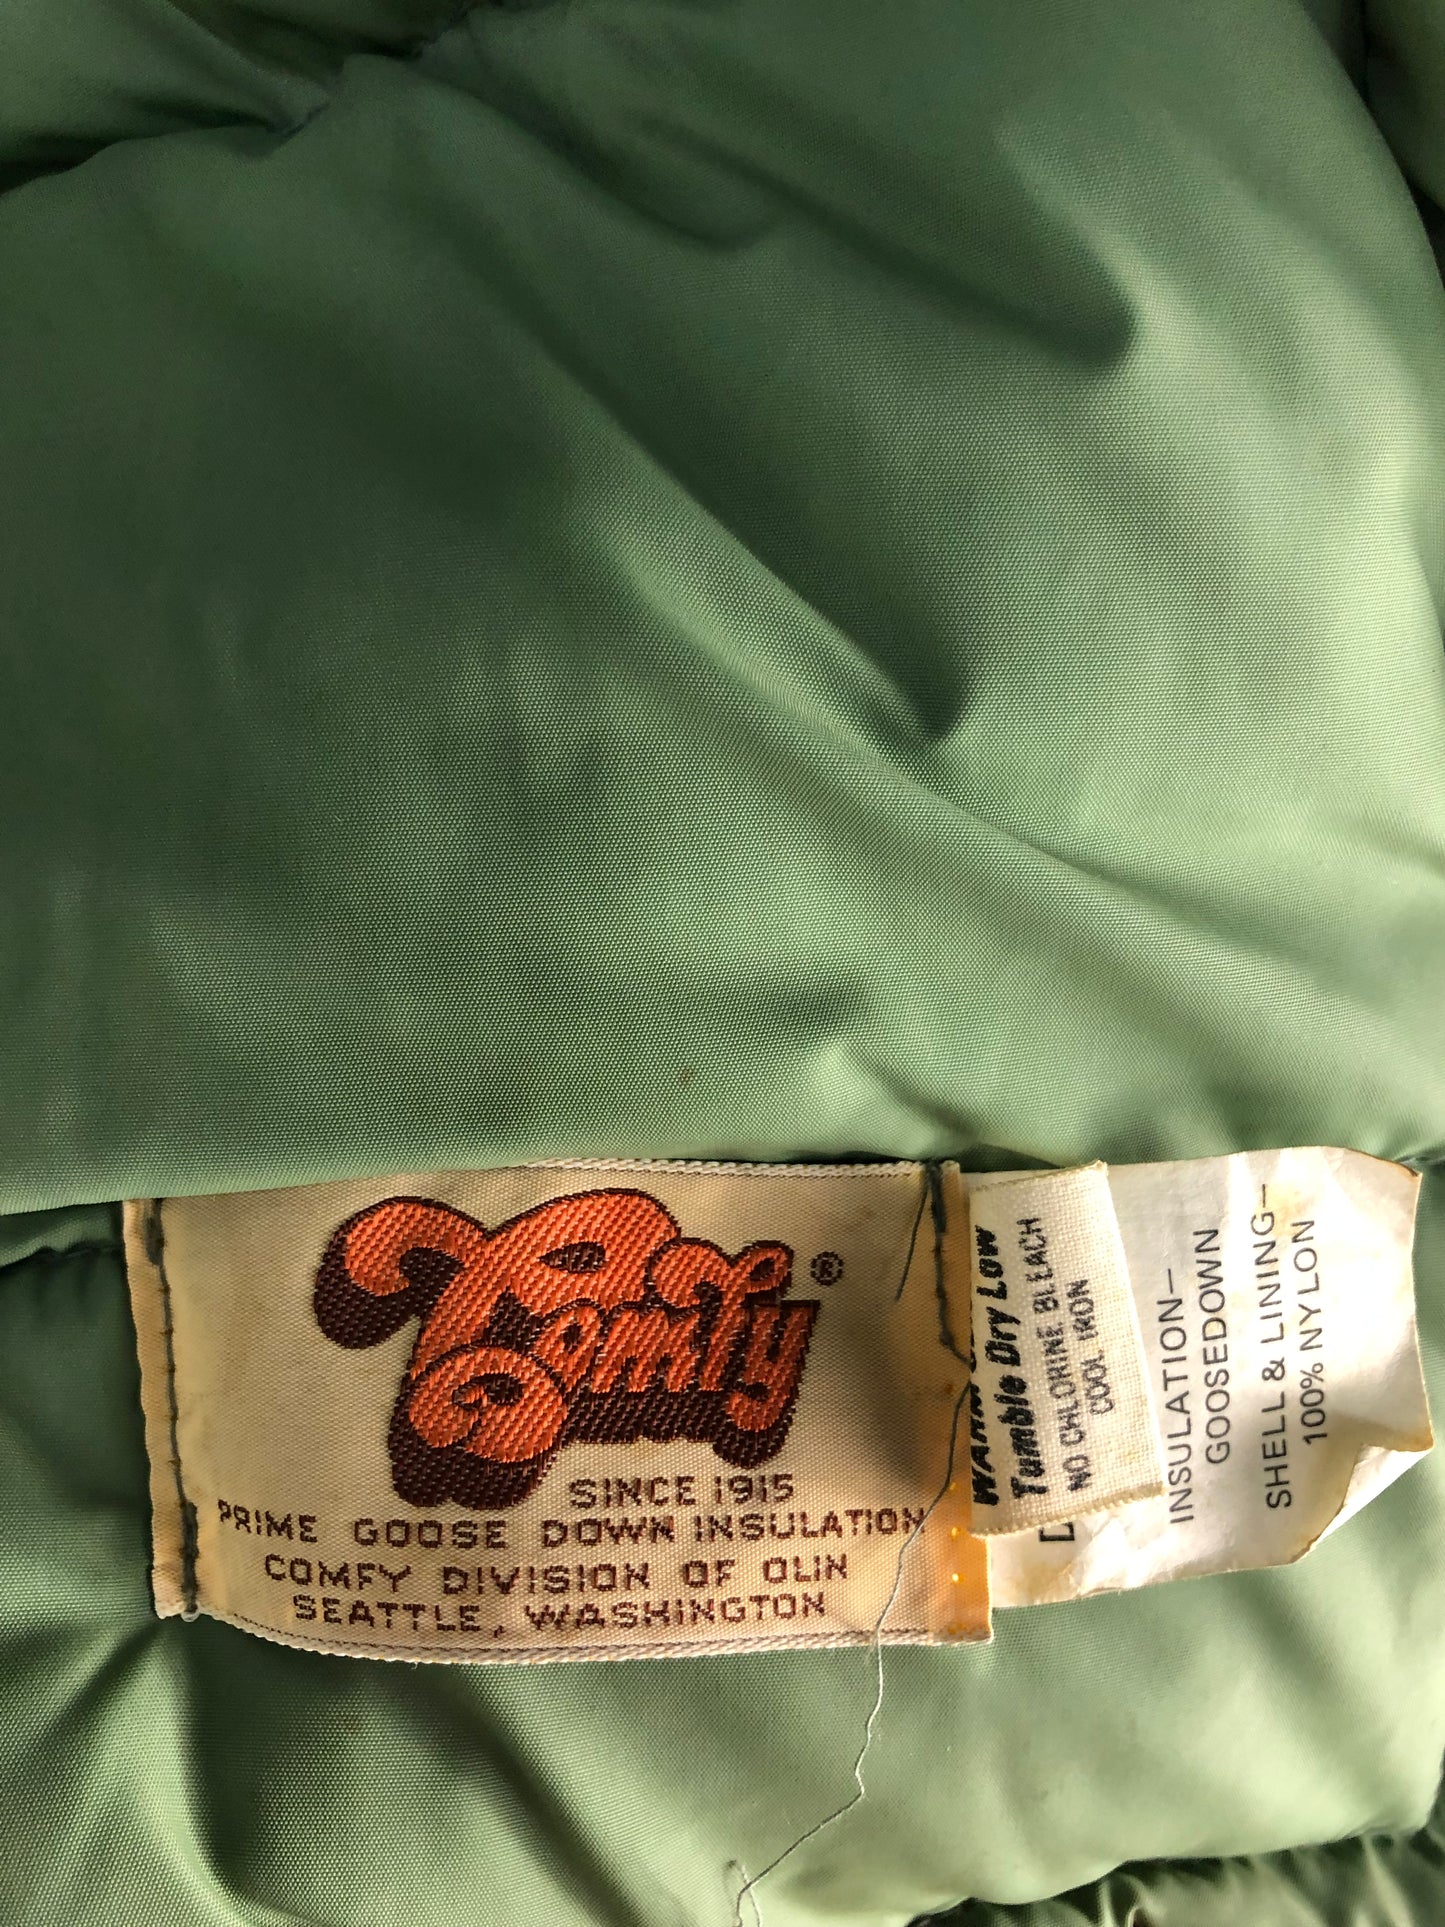 Comfy®
SINCE 1915
PRIME GOOSE DOWN INSULATION
COMFY DIVISION OF OLIN
SEATTLE, WASHINGTON
Tumble Dry Low
NO CHLORINE BLEACH
COOL IRON
INSULATION—
GOOSEDOWN
SHELL & LINING—
100% NYLON